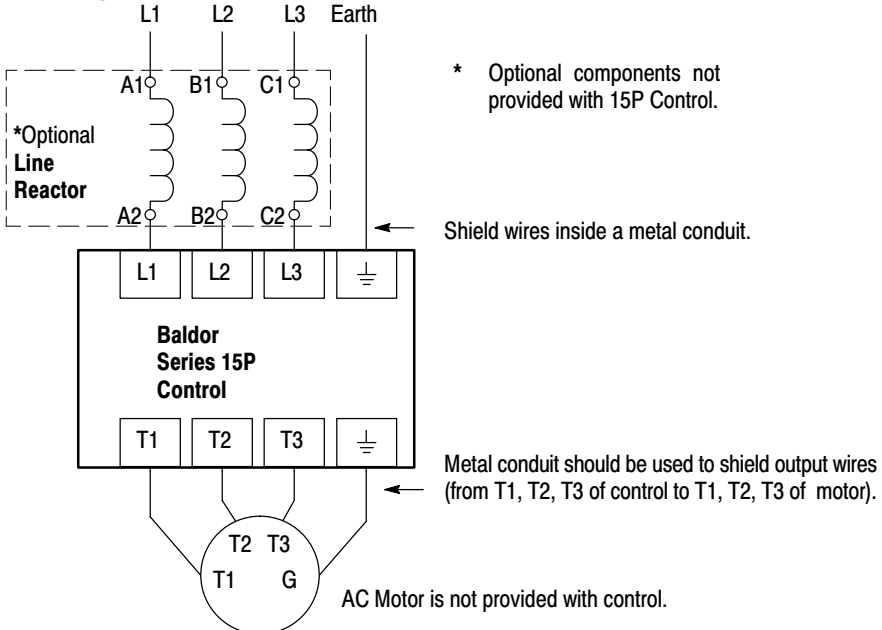 L1 L2 L3 Earth
* Optional components not
provided with 15P Control.
A1 B1 C1
*Optional
Line
Reactor
A2 B2 C2
Shield wires inside a metal conduit.
L1 L2 L3
Baldor
Series 15P
Control
T1 T2 T3
Metal conduit should be used to shield output wires
(from T1, T2, T3 of control to T1, T2, T3 of motor).
T2 T3
T1 G
AC Motor is not provided with control.